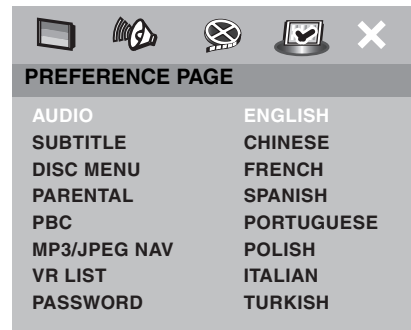 PREFERENCE PAGE
AUDIO ENGLISH
SUBTITLE CHINESE
DISC MENU FRENCH
PARENTAL SPANISH
PBC PORTUGUESE
MP3/JPEG NAV POLISH
VR LIST ITALIAN
PASSWORD TURKISH